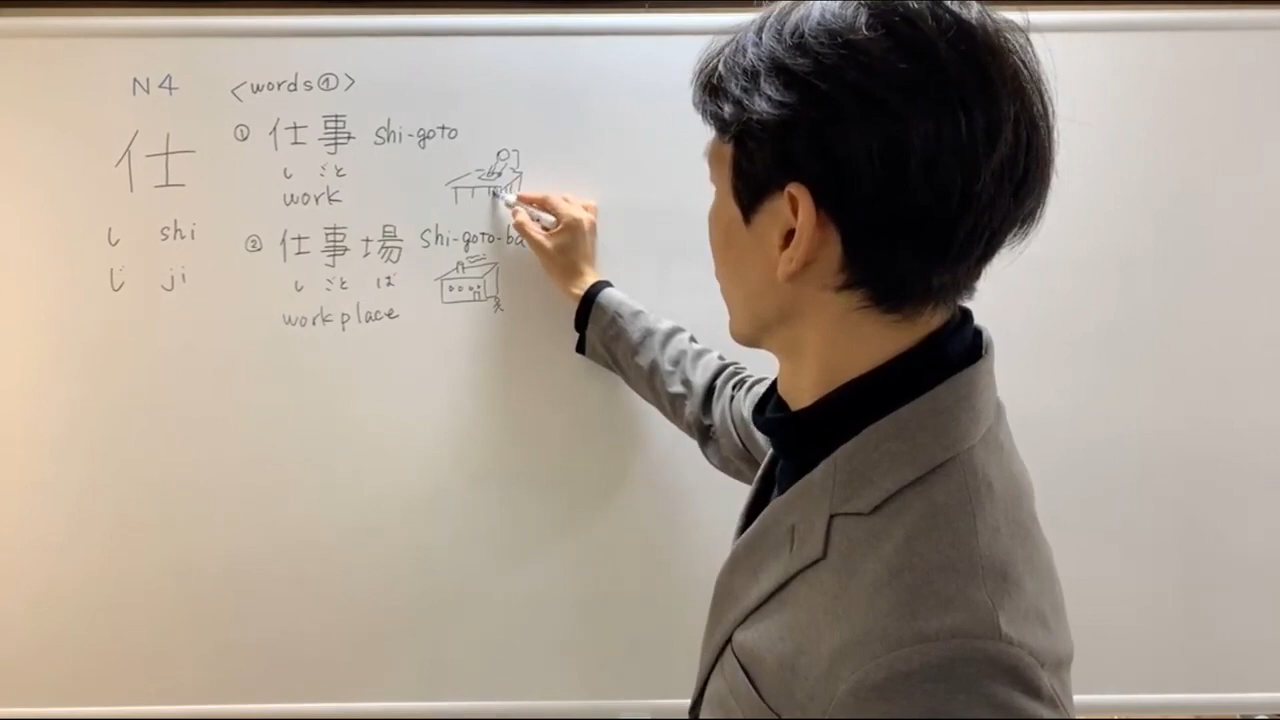 N4
仕
し shi
じ ji
<words①>
① 仕事 shi-goto
しごと
work
② 仕事場 shi-goto-ba
しごとば
workplace